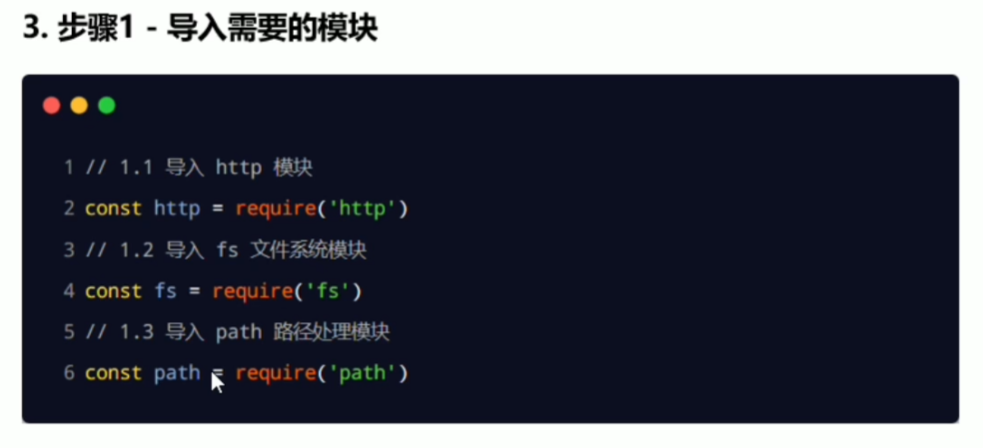 3. 步骤1 - 导入需要的模块
1 // 1.1 导入 http 模块
2 const http = require('http')
3 // 1.2 导入 fs 文件系统模块
4 const fs = require('fs')
5 // 1.3 导入 path 路径处理模块
6 const path = require('path')